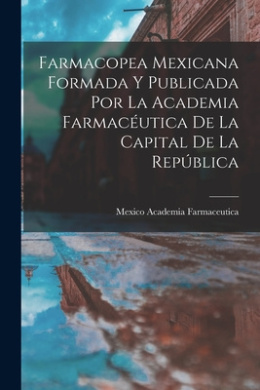 Farmacopea Mexicana
Formada Y Publicada
Por La Academia
Farmacéutica De La
Capital De La
República
Mexico Academia Farmaceutica